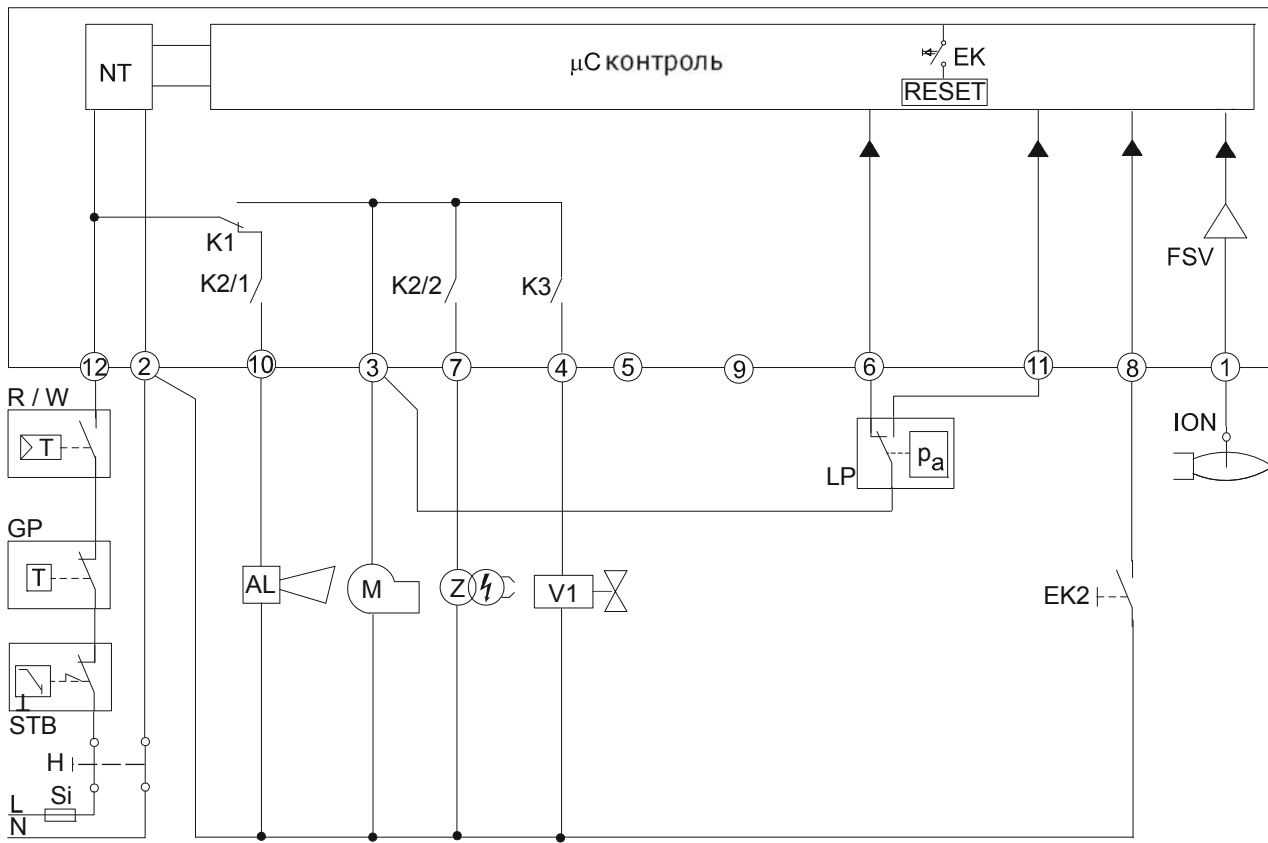 NT
μC контроль
EK
RESET
FSV
K1
K2/1
K2/2
K3
12
2
10
3
7
4
5
9
6
11
8
1
R / W
T
LP
pa
ION
GP
T
AL
M
Z
V1
EK2
STB
H
Si
L
N